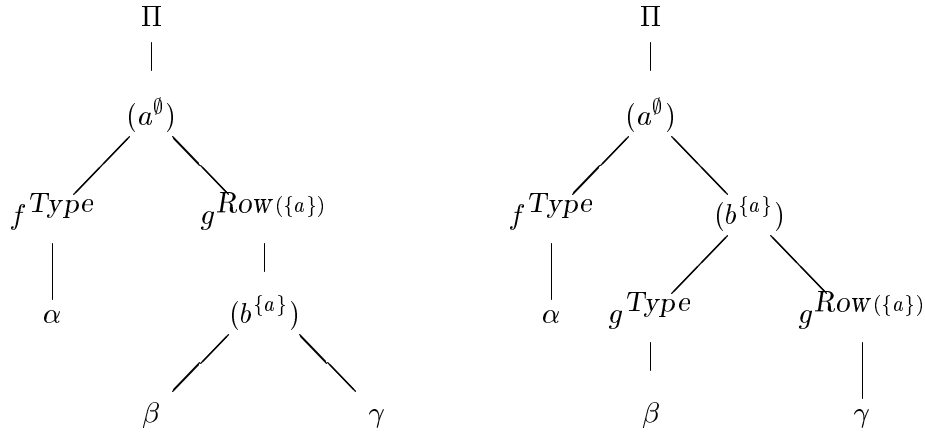 Π Π
(a^∅) (a^∅)
f^Type g^Row({a}) f^Type (b^{a})
α (b^{a}) α g^Type g^Row({a})
β γ β γ